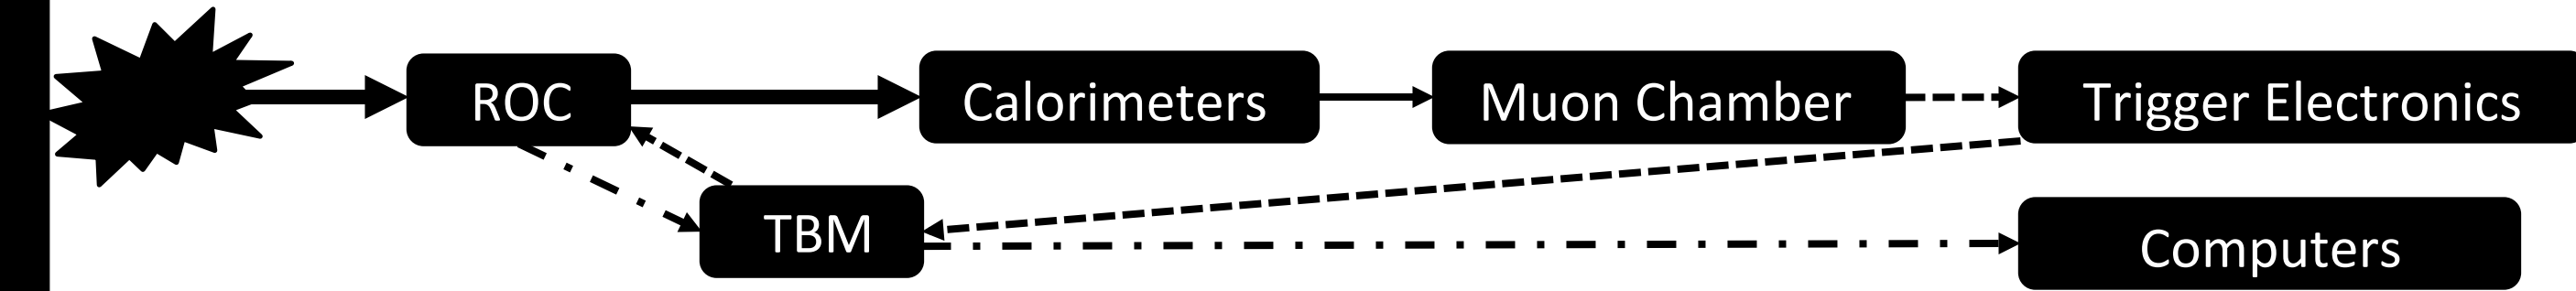 ROC
Calorimeters
Muon Chamber
Trigger Electronics
TBM
Computers